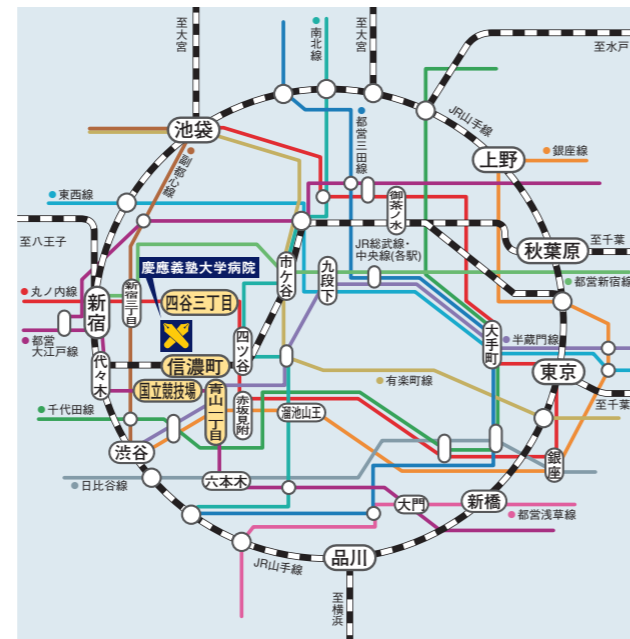 至大宮
至大宮
南北線
至水戸
都営三田線
JR山手線
池袋
上野
銀座線
副都心線
東西線
御茶ノ水
至八王子
JR総武線・
中央線(各駅)
秋葉原
至千葉
慶應義塾大学病院
市ケ谷
九段下
都営新宿線
丸ノ内線
新宿
新宿三丁目
四谷三丁目
四ツ谷
大手町
半蔵門線
都営
大江戸線
代々木
信濃町
東京
国立競技場
青山一丁目
赤坂見附
溜池山王
有楽町線
至千葉
千代田線
渋谷
銀座
日比谷線
六本木
大門
新橋
都営浅草線
JR山手線
品川
至横浜